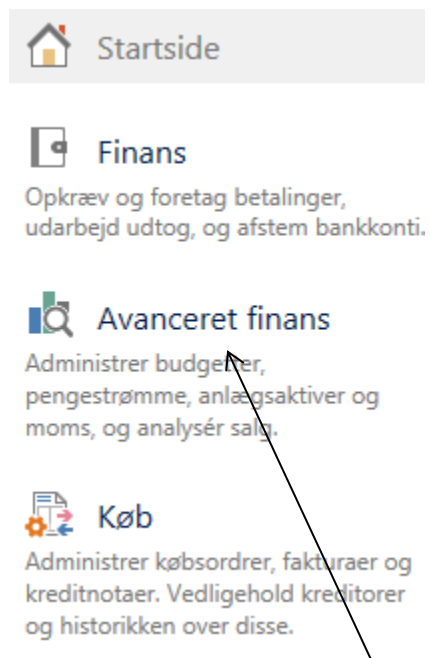 Startside
Finans
Opkræv og foretag betalinger,
udarbejd udtog, og afstem bankkonti.
Avanceret finans
Administrer budgetter,
pengestrømme, anlægsaktiver og
moms, og analysér salg.
Køb
Administrer købsordrer, fakturaer og
kreditnotaer. Vedligehold kreditorer
og historikken over disse.